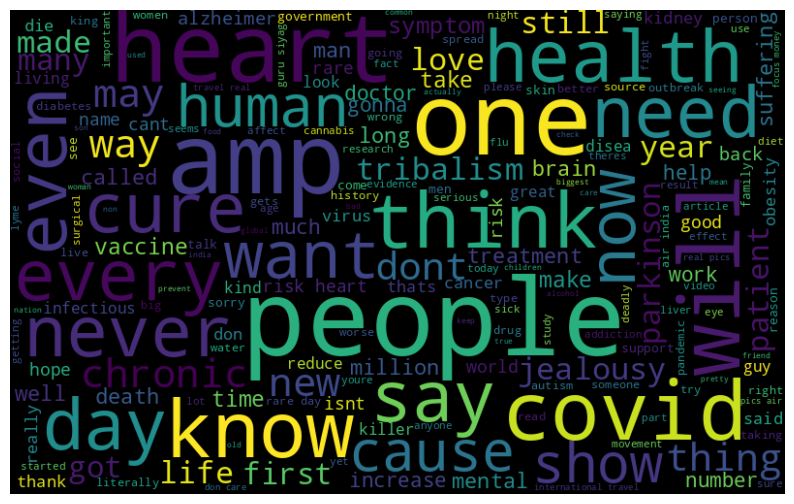 die
king
women
government
night
saying
kidney
person
alzheimer
made
important
common
going
spread
still
symptom
use
heart
health
many
man
fact
guru siyag
right
focus money
living
rare
look
love
travel real
used
actually
please
better
source
outbreak
seeing
may
human
gonna
take
doctor
skin
suffering
diabetes
name
cant
seems
food
affect
cannabis
wrong
one
need
flu
check
theres
diet
even
way
amp
long
research
disea
year
back
son
social
see
called
tribalism
brain
help
obesity
woman
come
evidence
men
great
biggest
care
result
mean
family
cure
gets
age
history
serious
bad
now
lyme
surgical
non
virus
think
risk
article
good
vaccine
talk
india
global
much
want
dont
treatment
effect
air india
will
live
every
parkinson
real pics
work
prevent
kind
risk heart
thats
cancer
today
children
make
video
patient
infectious
big
sorry
type
deadly
eye
reason
nation
never
don
water
sick
alcohol
people
drug
study
liver
pandemic
getting
worse
keep
true
addiction
support
friend
hope
chronic
reduce
million
world
jealousy
guy
youre
pretty
well
death
new
autism
someone
try
right
pics air
really
lot
rare day
isnt
time
say
read
part
said
day
know
killer
anyone
covid
taking
got
old
yet
cause
show
thing
movement
started
life
first
increase
mental
number
thank
literally
don care
international travel
sure